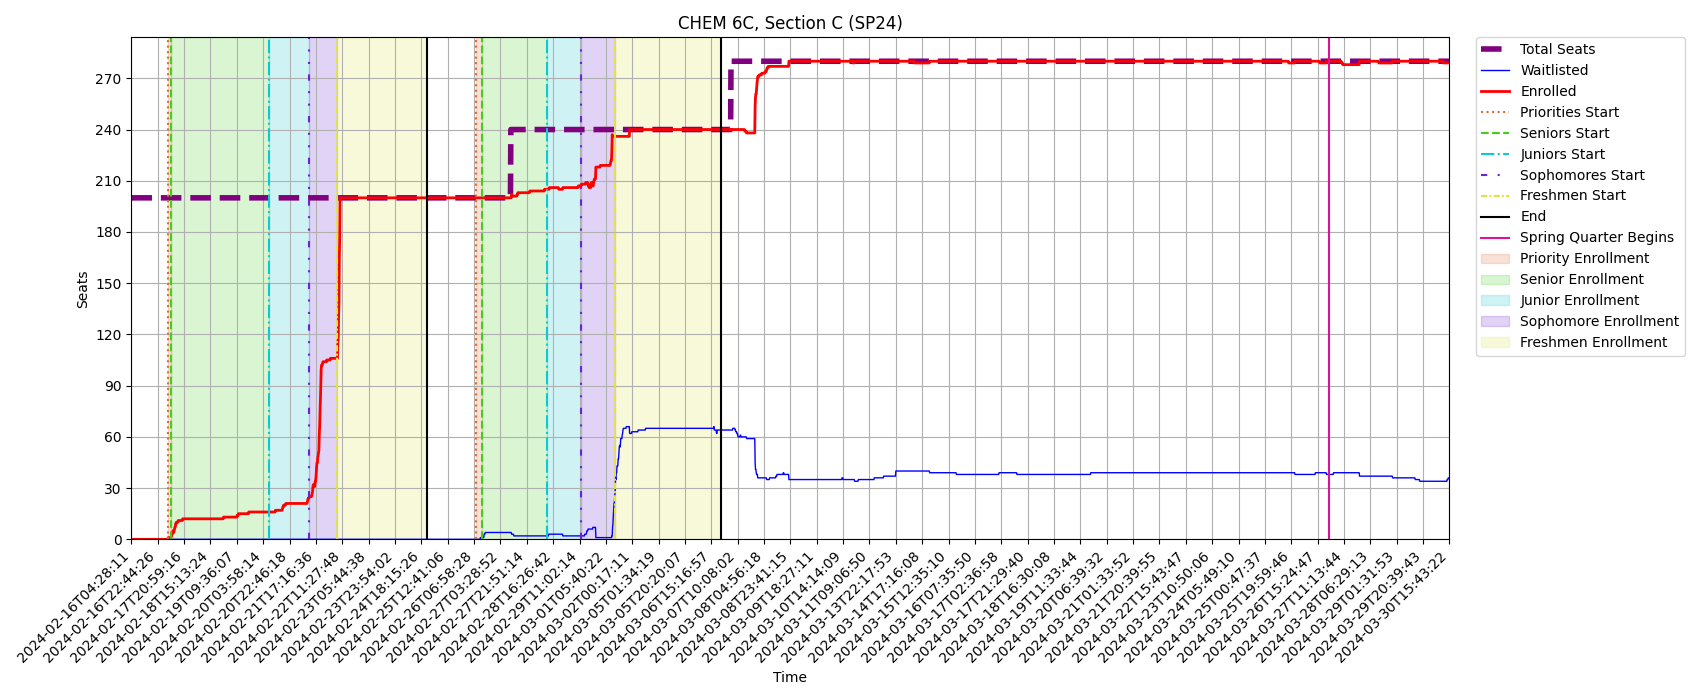 CHEM 6C, Section C (SP24)
Seats
270
240
210
180
150
120
90
60
30
0
2024-02-16T04:28:11
2024-02-16T22:44:26
2024-02-17T20:59:16
2024-02-18T15:13:24
2024-02-19T09:36:07
2024-02-20T03:58:14
2024-02-20T22:46:18
2024-02-21T17:16:36
2024-02-22T11:27:48
2024-02-23T05:44:38
2024-02-23T23:54:02
2024-02-24T18:15:26
2024-02-25T12:41:06
2024-02-26T06:58:28
2024-02-27T03:28:52
2024-02-27T21:51:14
2024-02-28T16:26:42
2024-02-29T11:02:14
2024-03-01T05:40:22
2024-03-02T00:17:11
2024-03-05T01:34:19
2024-03-05T20:20:07
2024-03-06T15:16:57
2024-03-07T10:08:02
2024-03-08T04:56:18
2024-03-08T23:41:15
2024-03-09T18:27:11
2024-03-10T14:14:09
2024-03-11T09:06:50
2024-03-13T22:17:53
2024-03-14T17:16:08
2024-03-15T12:35:10
2024-03-16T07:35:50
2024-03-17T02:36:58
2024-03-17T21:29:40
2024-03-18T16:30:08
2024-03-19T11:33:44
2024-03-20T06:39:32
2024-03-21T01:33:52
2024-03-21T20:39:55
2024-03-22T15:43:47
2024-03-23T10:50:06
2024-03-24T05:49:10
2024-03-25T00:47:37
2024-03-25T19:59:46
2024-03-26T15:24:47
2024-03-27T11:13:44
2024-03-28T06:29:13
2024-03-29T01:31:53
2024-03-29T20:39:43
2024-03-30T15:43:22
Time
Total Seats
Waitlisted
Enrolled
Priorities Start
Seniors Start
Juniors Start
Sophomores Start
Freshmen Start
End
Spring Quarter Begins
Priority Enrollment
Senior Enrollment
Junior Enrollment
Sophomore Enrollment
Freshmen Enrollment